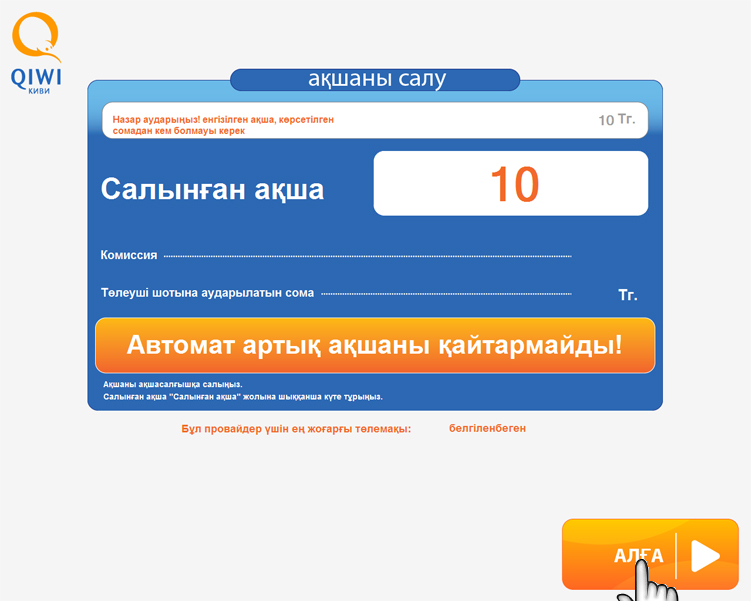 QIWI
КИВИ
ақшаны салу
Назар аударыңыз! енгізілген ақша, көрсетілген
сомадан кем болмауы керек
10 Тг.
Салынған ақша
10
Комиссия
Төлеуші шотына аударылатын сома
Тг.
Автомат артық ақшаны қайтармайды!
Ақшаны ақшасалғышқа салыңыз.
Салынған ақша "Салынған ақша" жолына шыққанша күте тұрыңыз.
Бұл провайдер үшін ең жоғарғы төлемақы: белгіленбеген
АЛҒА